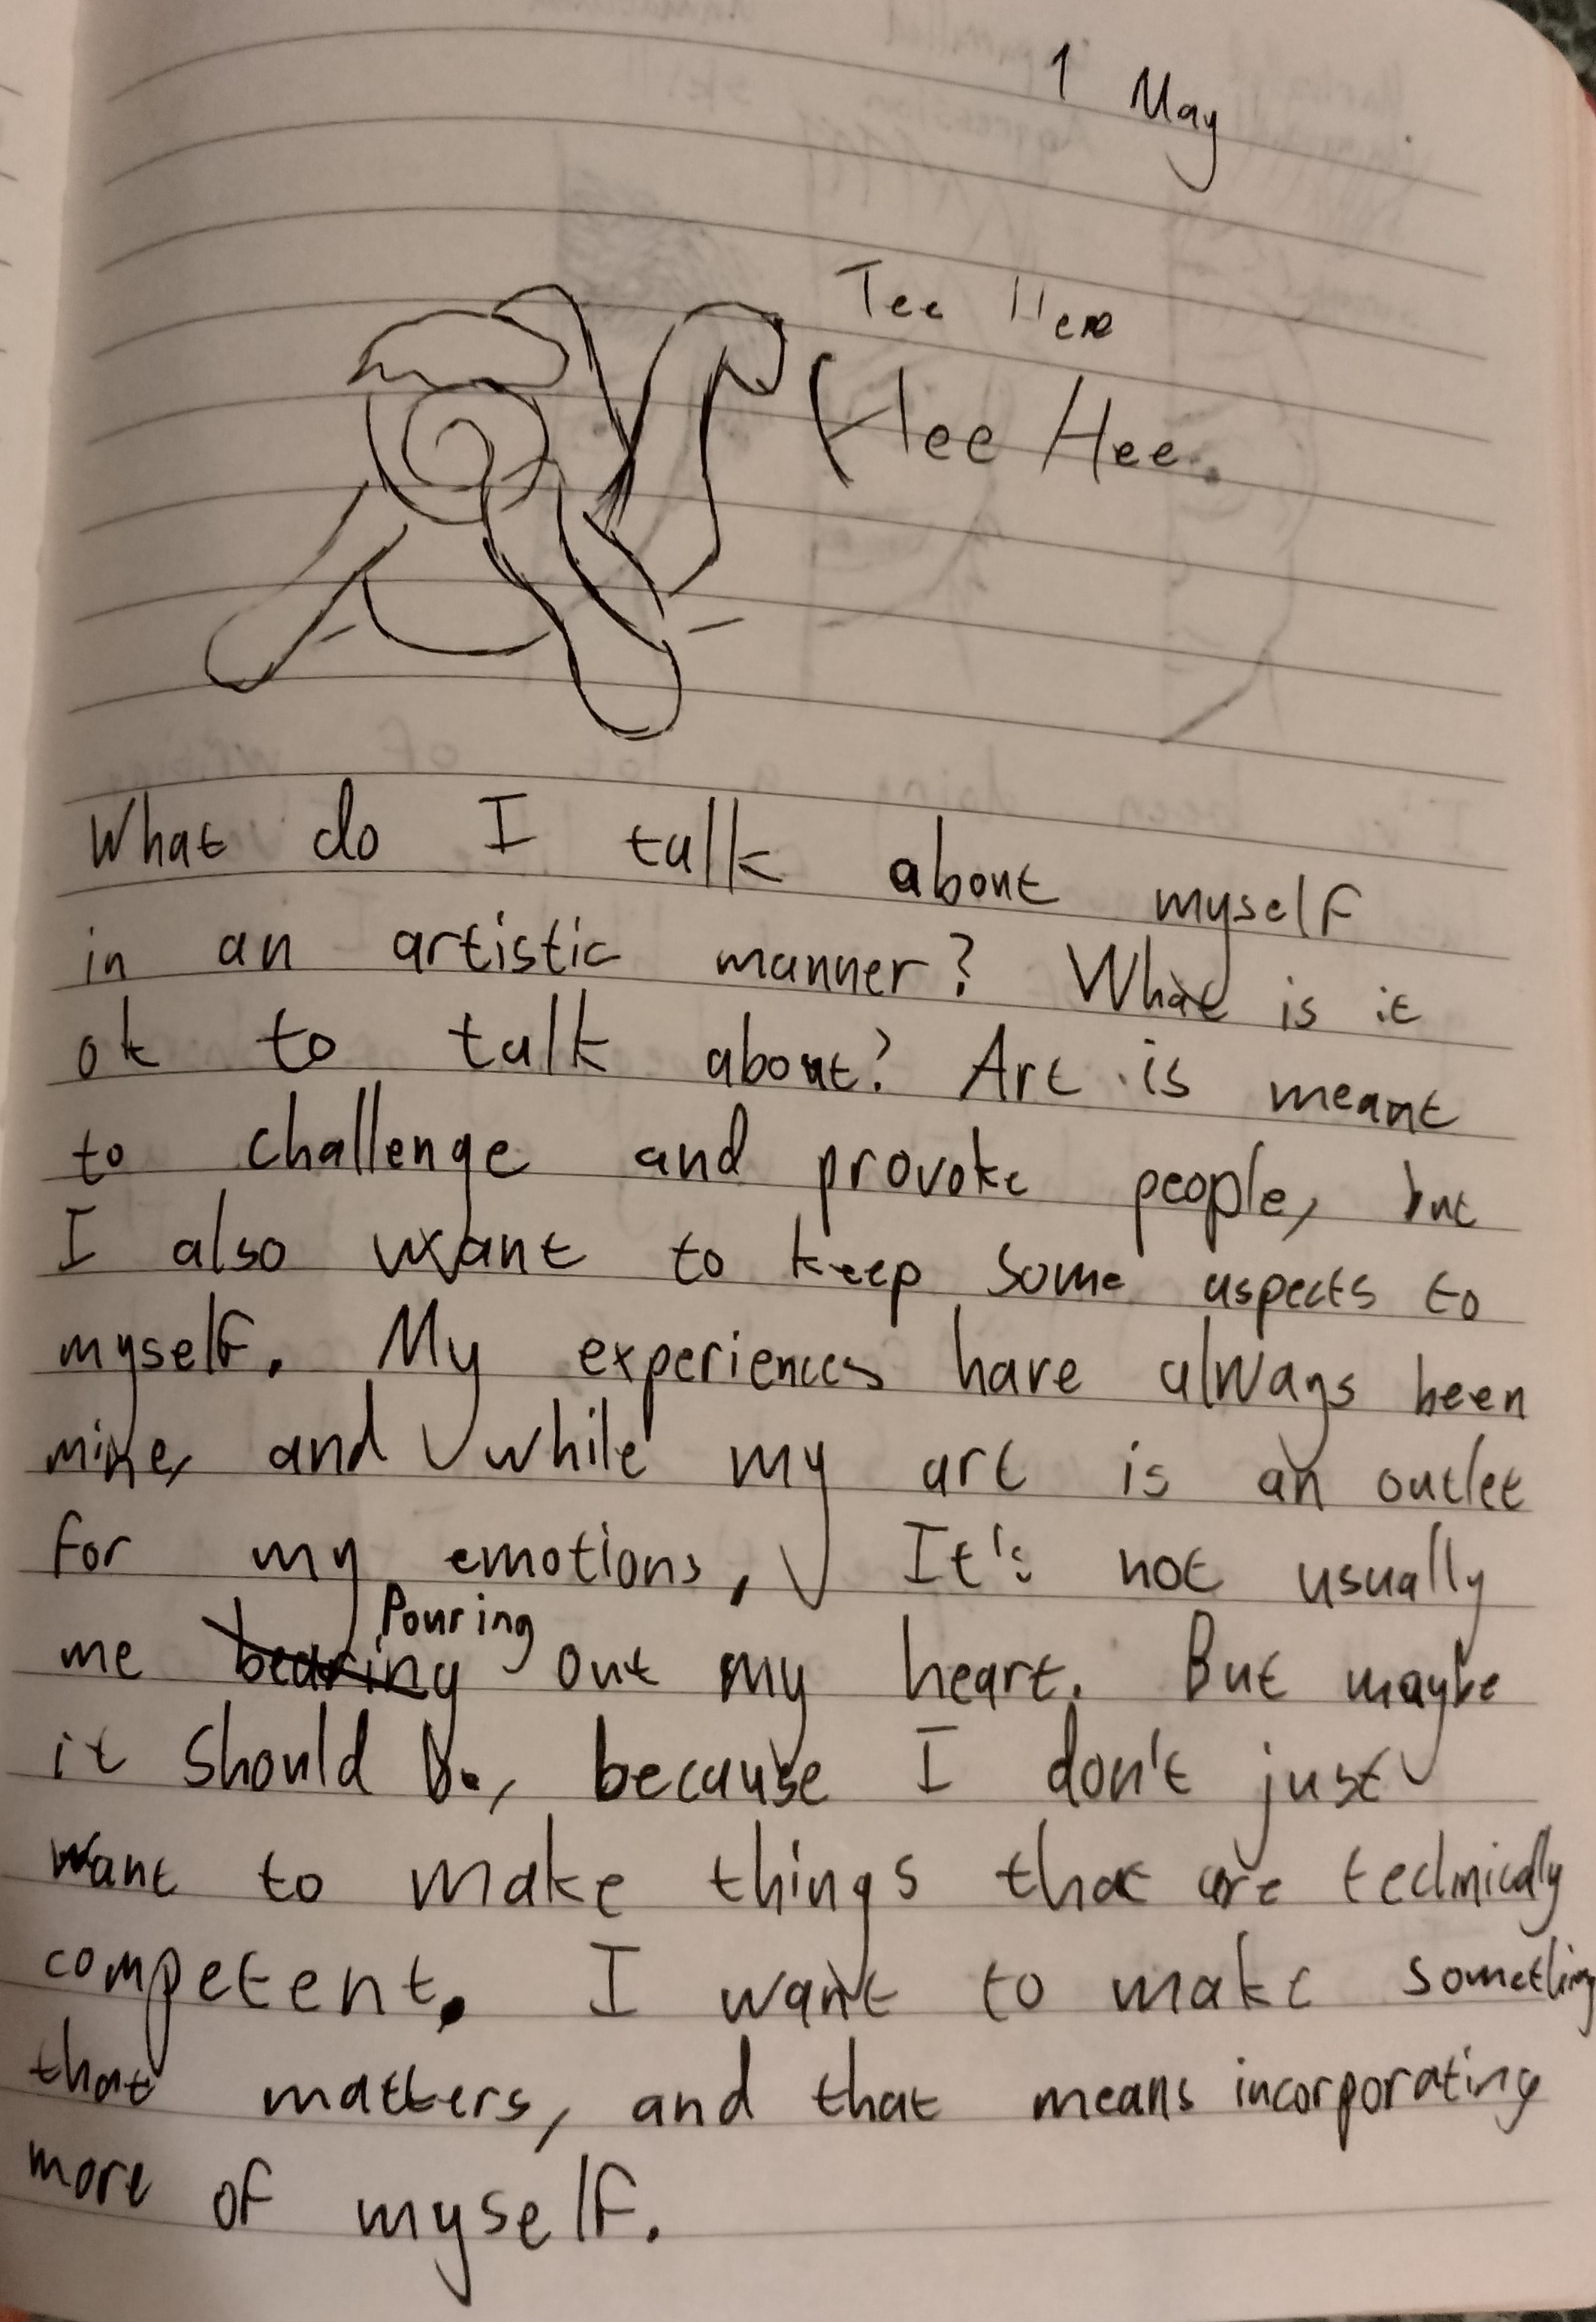 1 May
Tee Hee
Hee Hee.
What do I talk about myself
in an artistic manner? What is it
ok to talk about? Art is meant
to challenge and provoke people, but
I also want to keep some aspects to
myself. My experiences have always been
mine, and while my art is an outlet
for my emotions, It's not usually
me bearing Pouring out my heart. But maybe
it should be, because I don't just
want to make things that are technically
competent. I want to make something
that matters, and that means incorporating
more of myself.